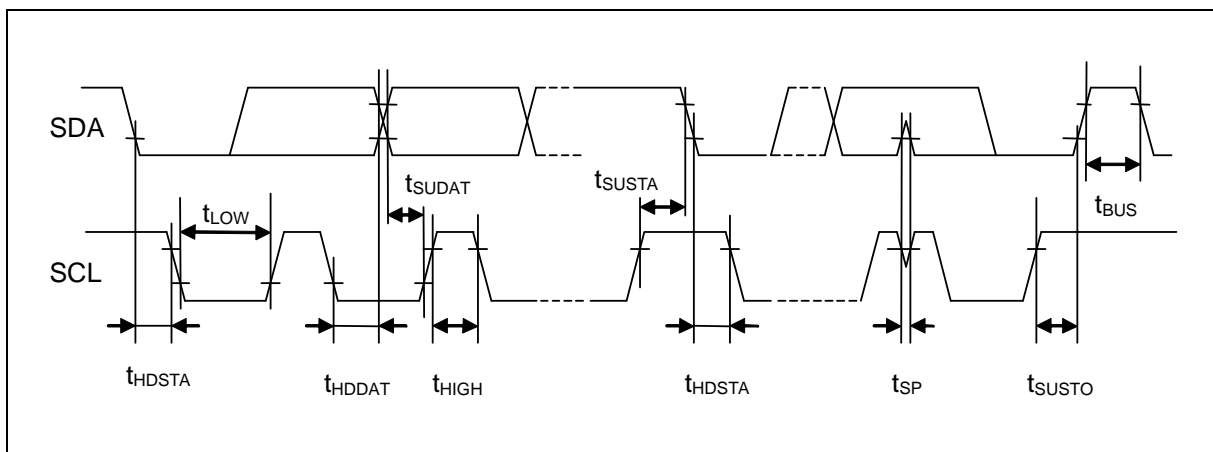 SDA
tSUDAT
tSUSTA
tLOW
tBUS
SCL
tHDSTA
tHDDAT
tHIGH
tHDSTA
tSP
tSUSTO